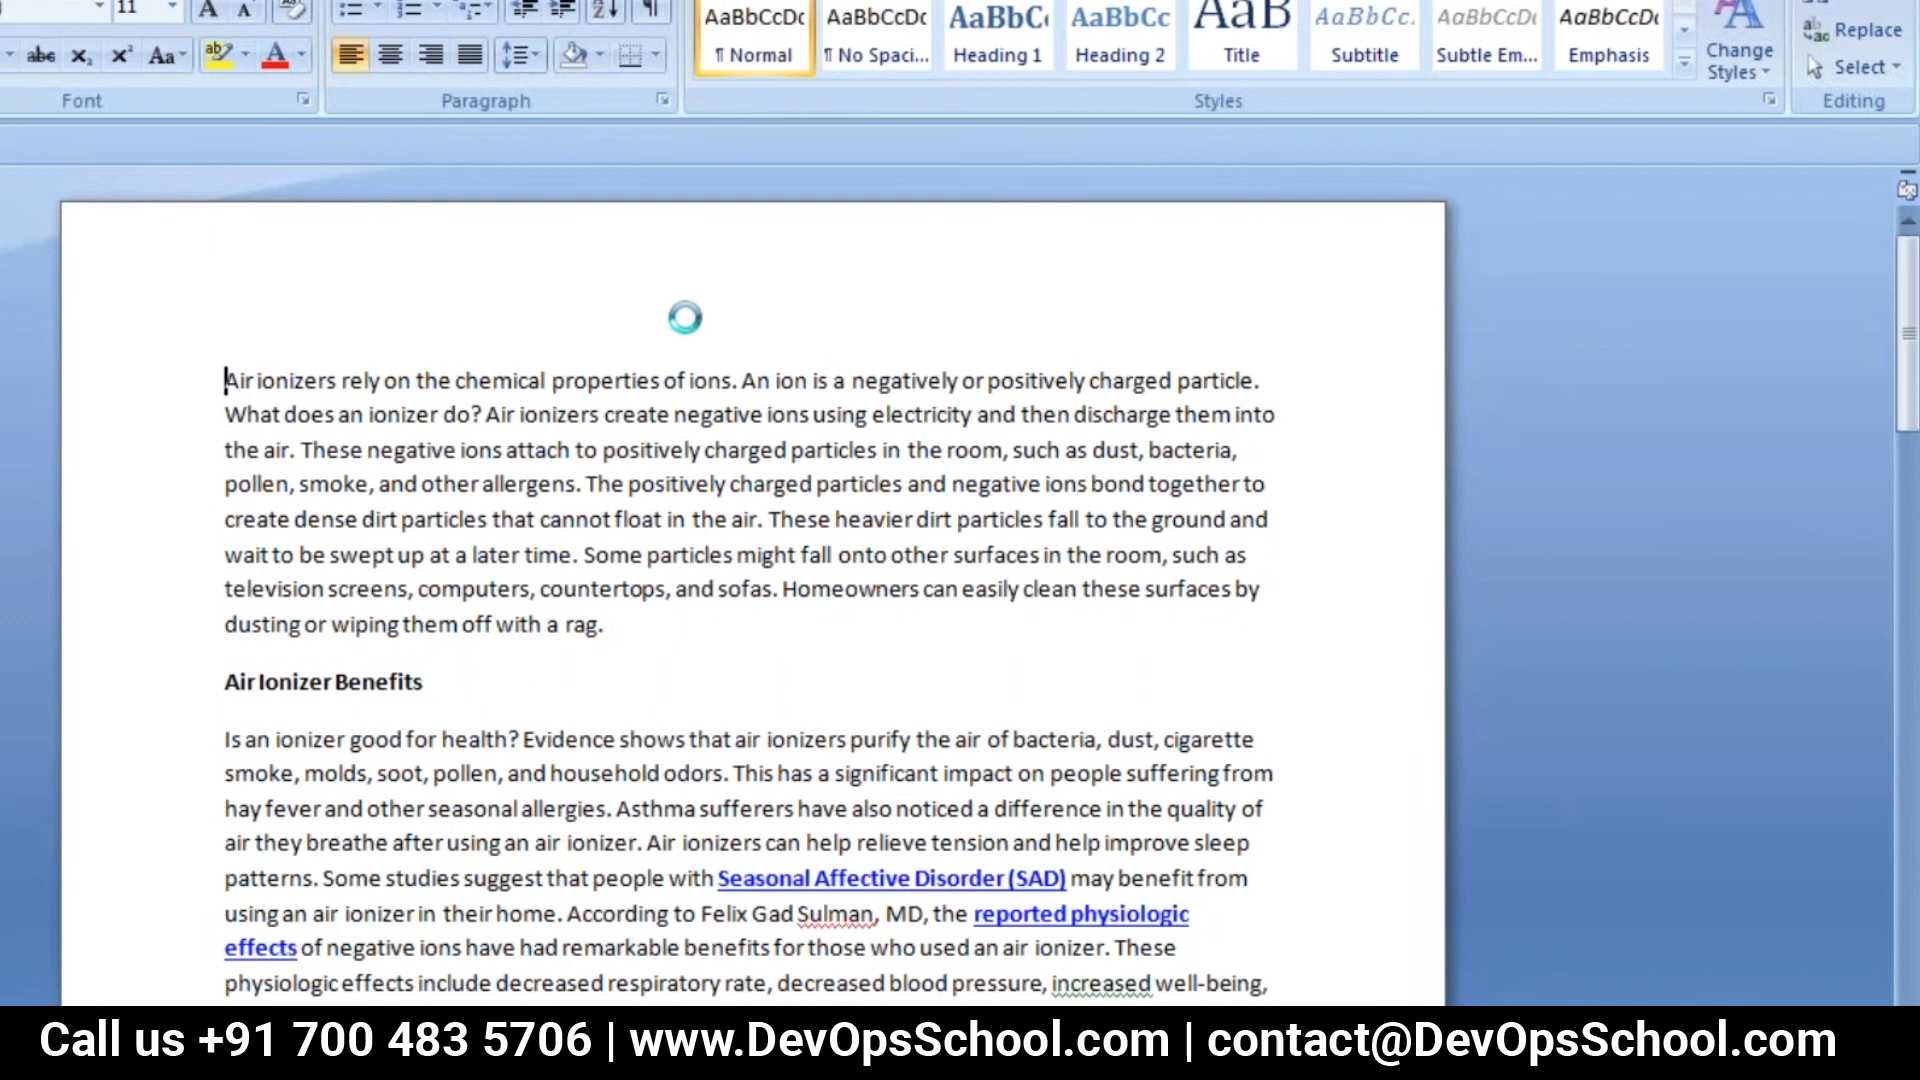 11 A A
abc X₂ X² Aa ab A
AaBbCcDc AaBbCcDc AaBbC AaBbCc AaB AaBbCc. AaBbCcDc AaBbCcDc
¶ Normal ¶ No Spaci... Heading 1 Heading 2 Title Subtitle Subtle Em... Emphasis
Change Styles
Replace
Select
Font Paragraph Styles Editing
Air ionizers rely on the chemical properties of ions. An ion is a negatively or positively charged particle.
What does an ionizer do? Air ionizers create negative ions using electricity and then discharge them into
the air. These negative ions attach to positively charged particles in the room, such as dust, bacteria,
pollen, smoke, and other allergens. The positively charged particles and negative ions bond together to
create dense dirt particles that cannot float in the air. These heavier dirt particles fall to the ground and
wait to be swept up at a later time. Some particles might fall onto other surfaces in the room, such as
television screens, computers, countertops, and sofas. Homeowners can easily clean these surfaces by
dusting or wiping them off with a rag.
Air Ionizer Benefits
Is an ionizer good for health? Evidence shows that air ionizers purify the air of bacteria, dust, cigarette
smoke, molds, soot, pollen, and household odors. This has a significant impact on people suffering from
hay fever and other seasonal allergies. Asthma sufferers have also noticed a difference in the quality of
air they breathe after using an air ionizer. Air ionizers can help relieve tension and help improve sleep
patterns. Some studies suggest that people with Seasonal Affective Disorder (SAD) may benefit from
using an air ionizer in their home. According to Felix Gad Sulman, MD, the reported physiologic
effects of negative ions have had remarkable benefits for those who used an air ionizer. These
physiologic effects include decreased respiratory rate, decreased blood pressure, increased well-being,
Call us +91 700 483 5706 | www.DevOpsSchool.com | contact@DevOpsSchool.com